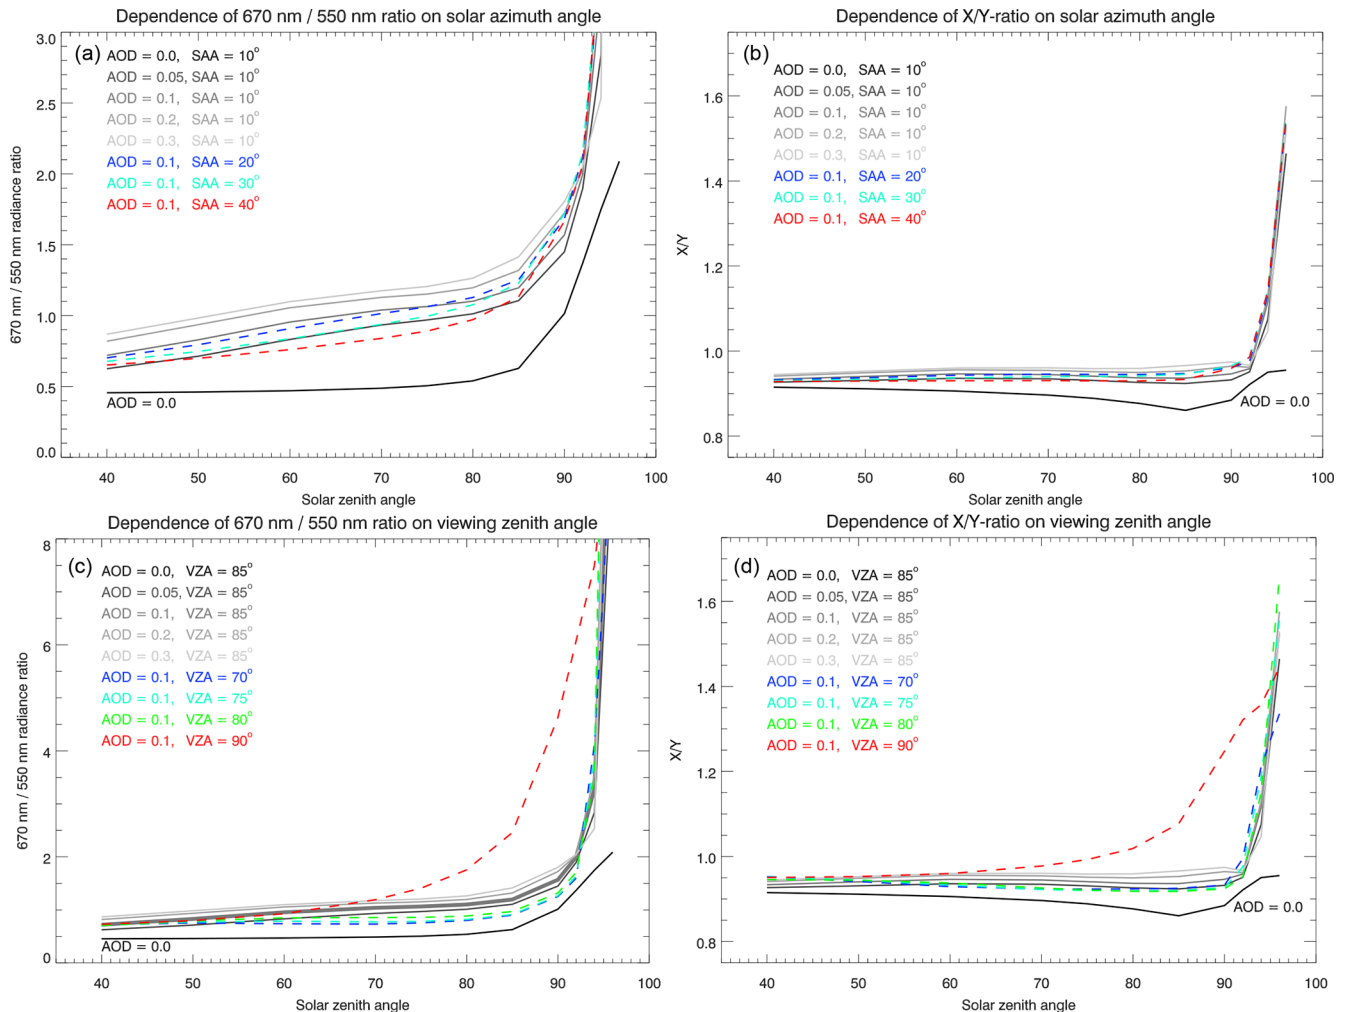 Dependence of 670 nm / 550 nm ratio on solar azimuth angle
(a)
AOD = 0.0, SAA = 10°
AOD = 0.05, SAA = 10°
AOD = 0.1, SAA = 10°
AOD = 0.2, SAA = 10°
AOD = 0.3, SAA = 10°
AOD = 0.1, SAA = 20°
AOD = 0.1, SAA = 30°
AOD = 0.1, SAA = 40°
AOD = 0.0
3.0
2.5
2.0
1.5
1.0
0.5
0.0
670 nm / 550 nm radiance ratio
40 50 60 70 80 90 100
Solar zenith angle
Dependence of X/Y-ratio on solar azimuth angle
(b)
AOD = 0.0, SAA = 10°
AOD = 0.05, SAA = 10°
AOD = 0.1, SAA = 10°
AOD = 0.2, SAA = 10°
AOD = 0.3, SAA = 10°
AOD = 0.1, SAA = 20°
AOD = 0.1, SAA = 30°
AOD = 0.1, SAA = 40°
AOD = 0.0
1.6
1.4
1.2
1.0
0.8
X/Y
40 50 60 70 80 90 100
Solar zenith angle
Dependence of 670 nm / 550 nm ratio on viewing zenith angle
(c)
AOD = 0.0, VZA = 85°
AOD = 0.05, VZA = 85°
AOD = 0.1, VZA = 85°
AOD = 0.2, VZA = 85°
AOD = 0.3, VZA = 85°
AOD = 0.1, VZA = 70°
AOD = 0.1, VZA = 75°
AOD = 0.1, VZA = 80°
AOD = 0.1, VZA = 90°
AOD = 0.0
8
6
4
2
0
670 nm / 550 nm radiance ratio
40 50 60 70 80 90 100
Solar zenith angle
Dependence of X/Y-ratio on viewing zenith angle
(d)
AOD = 0.0, VZA = 85°
AOD = 0.05, VZA = 85°
AOD = 0.1, VZA = 85°
AOD = 0.2, VZA = 85°
AOD = 0.3, VZA = 85°
AOD = 0.1, VZA = 70°
AOD = 0.1, VZA = 75°
AOD = 0.1, VZA = 80°
AOD = 0.1, VZA = 90°
AOD = 0.0
1.6
1.4
1.2
1.0
0.8
X/Y
40 50 60 70 80 90 100
Solar zenith angle